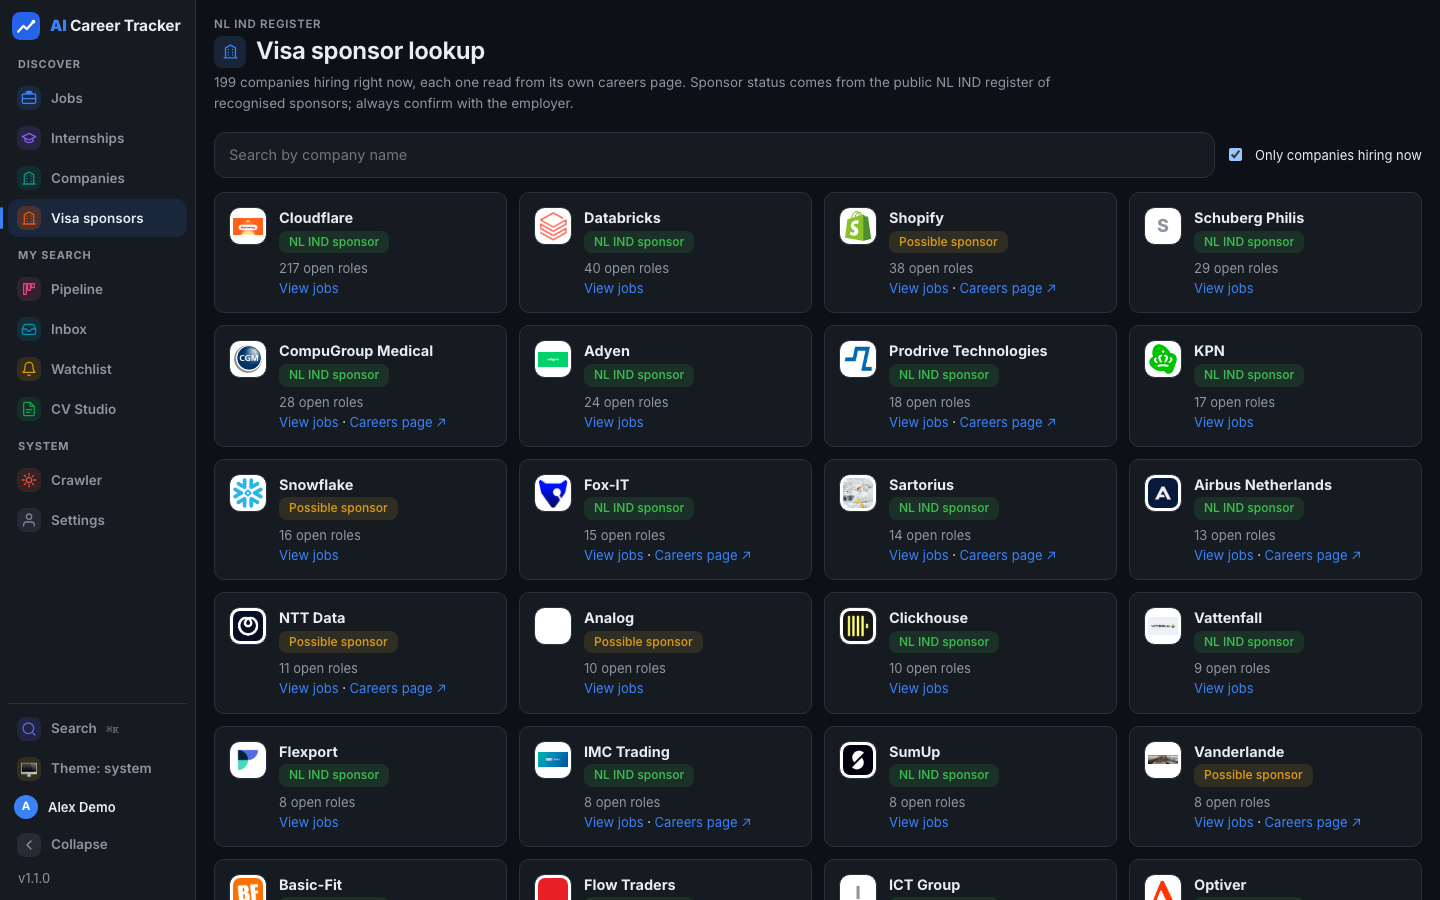 AI Career Tracker
DISCOVER
Jobs
Internships
Companies
Visa sponsors
MY SEARCH
Pipeline
Inbox
Watchlist
CV Studio
SYSTEM
Crawler
Settings
Search ⌘K
Theme: system
A Alex Demo
Collapse
v1.1.0
NL IND REGISTER
Visa sponsor lookup
199 companies hiring right now, each one read from its own careers page. Sponsor status comes from the public NL IND register of
recognised sponsors; always confirm with the employer.
Search by company name
Only companies hiring now
Cloudflare
NL IND sponsor
217 open roles
View jobs
Databricks
NL IND sponsor
40 open roles
View jobs
Shopify
Possible sponsor
38 open roles
View jobs · Careers page ↗
S
Schuberg Philis
NL IND sponsor
29 open roles
View jobs
CGM
CompuGroup Medical
NL IND sponsor
28 open roles
View jobs · Careers page ↗
Adyen
NL IND sponsor
24 open roles
View jobs
Prodrive Technologies
NL IND sponsor
18 open roles
View jobs · Careers page ↗
KPN
NL IND sponsor
17 open roles
View jobs
Snowflake
Possible sponsor
16 open roles
View jobs
Fox-IT
NL IND sponsor
15 open roles
View jobs · Careers page ↗
Sartorius
NL IND sponsor
14 open roles
View jobs · Careers page ↗
Airbus Netherlands
NL IND sponsor
13 open roles
View jobs · Careers page ↗
NTT Data
Possible sponsor
11 open roles
View jobs · Careers page ↗
Analog
Possible sponsor
10 open roles
View jobs
Clickhouse
NL IND sponsor
10 open roles
View jobs
Vattenfall
NL IND sponsor
9 open roles
View jobs
Flexport
NL IND sponsor
8 open roles
View jobs
IMC Trading
NL IND sponsor
8 open roles
View jobs · Careers page ↗
SumUp
NL IND sponsor
8 open roles
View jobs
Vanderlande
Possible sponsor
8 open roles
View jobs · Careers page ↗
BF
Basic-Fit
Flow Traders
I
ICT Group
Optiver